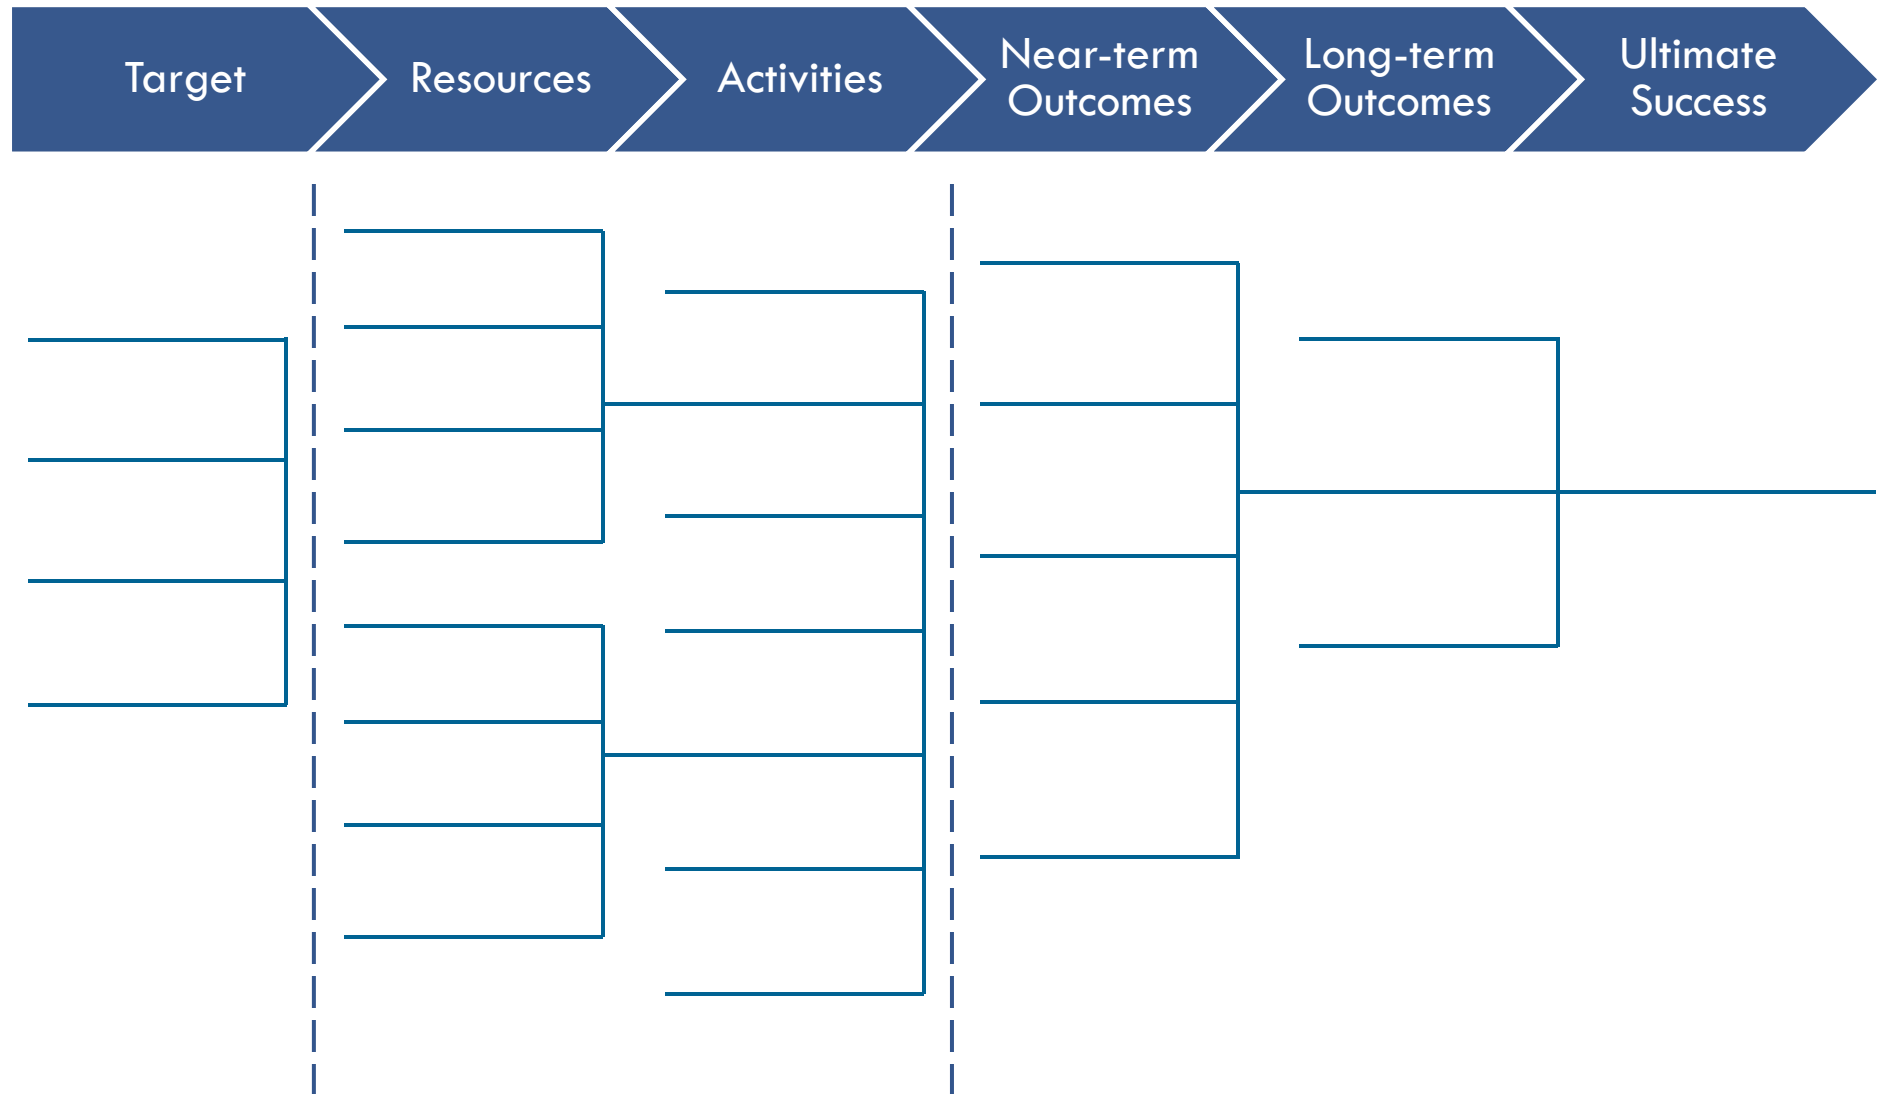 Target
Resources
Activities
Near-term
Outcomes
Long-term
Outcomes
Ultimate
Success